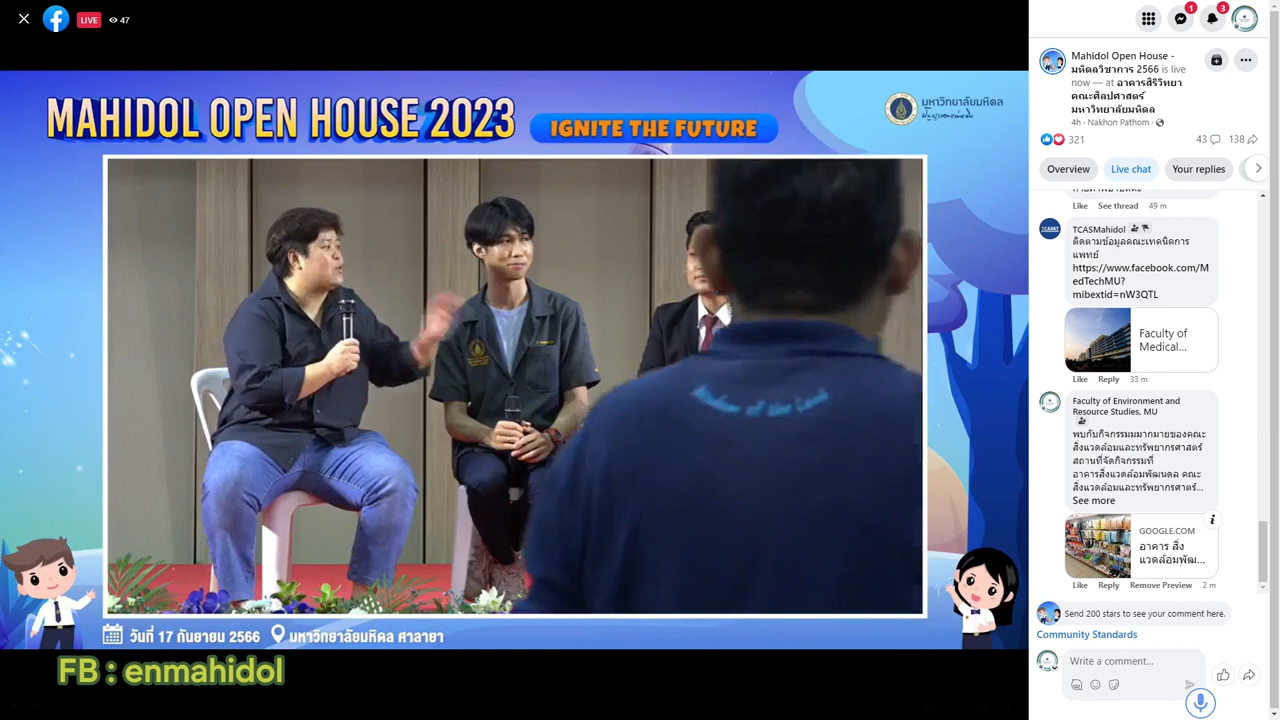 LIVE
47
MAHIDOL OPEN HOUSE 2023
IGNITE THE FUTURE
มหาวิทยาลัยมหิดล
ปัญญาของแผ่นดิน
วันที่ 17 กันยายน 2566
มหาวิทยาลัยมหิดล ศาลายา
FB : enmahidol
1
3
Mahidol Open House -
มหิดลวิชาการ 2566 is live
now — at อาคารสิริวิทยา
คณะศิลปศาสตร์
มหาวิทยาลัยมหิดล
4h · Nakhon Pathom ·
321
43
138
Overview
Live chat
Your replies
Like See thread 49 m
TCAS67
TCASMahidol
ติดตามข้อมูลคณะเทคนิคการ
แพทย์
https://www.facebook.com/M
edTechMU?
mibextid=nW3QTL
Faculty of
Medical...
Like Reply 33 m
Faculty of Environment and
Resource Studies, MU
พบกับกิจกรรมมมากมายของคณะ
สิ่งแวดล้อมและทรัพยากรศาสตร์
สถานที่จัดกิจกรรมที่
อาคารสิ่งแวดล้อมพัฒนดล คณะ
สิ่งแวดล้อมและทรัพยากรศาตร์...
See more
GOOGLE.COM
อาคาร สิ่ง
แวดล้อมพัฒ...
Like Reply Remove Preview 2 m
Send 200 stars to see your comment here.
Community Standards
Write a comment...